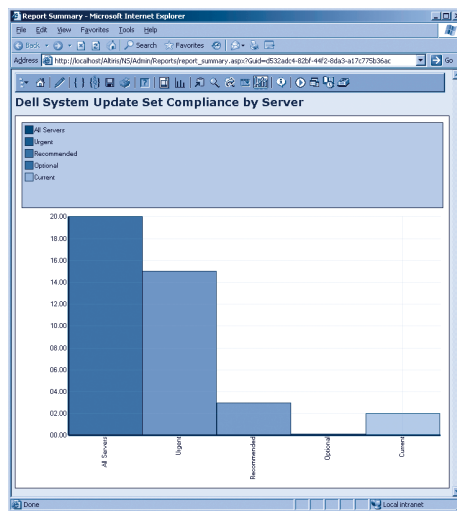 Report Summary - Microsoft Internet Explorer
File Edit View Favorites Tools Help
Back Search Favorites
Address http://localhost/Altiris/NS/Admin/Reports/report_summary.aspx?Guid=d532adc4-82bf-44f2-8da3-a17c775b36ac Go
Dell System Update Set Compliance by Server
All Servers
Urgent
Recommended
Optional
Current
20.00
18.00
16.00
14.00
12.00
10.00
08.00
06.00
04.00
02.00
00.00
All Servers
Urgent
Recommended
Optional
Current
Done Local intranet